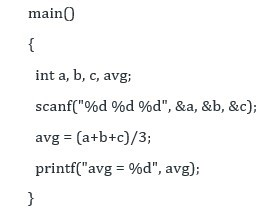 main()
{
int a, b, c, avg;
scanf("%d %d %d", &a, &b, &c);
avg = (a+b+c)/3;
printf("avg = %d", avg);
}